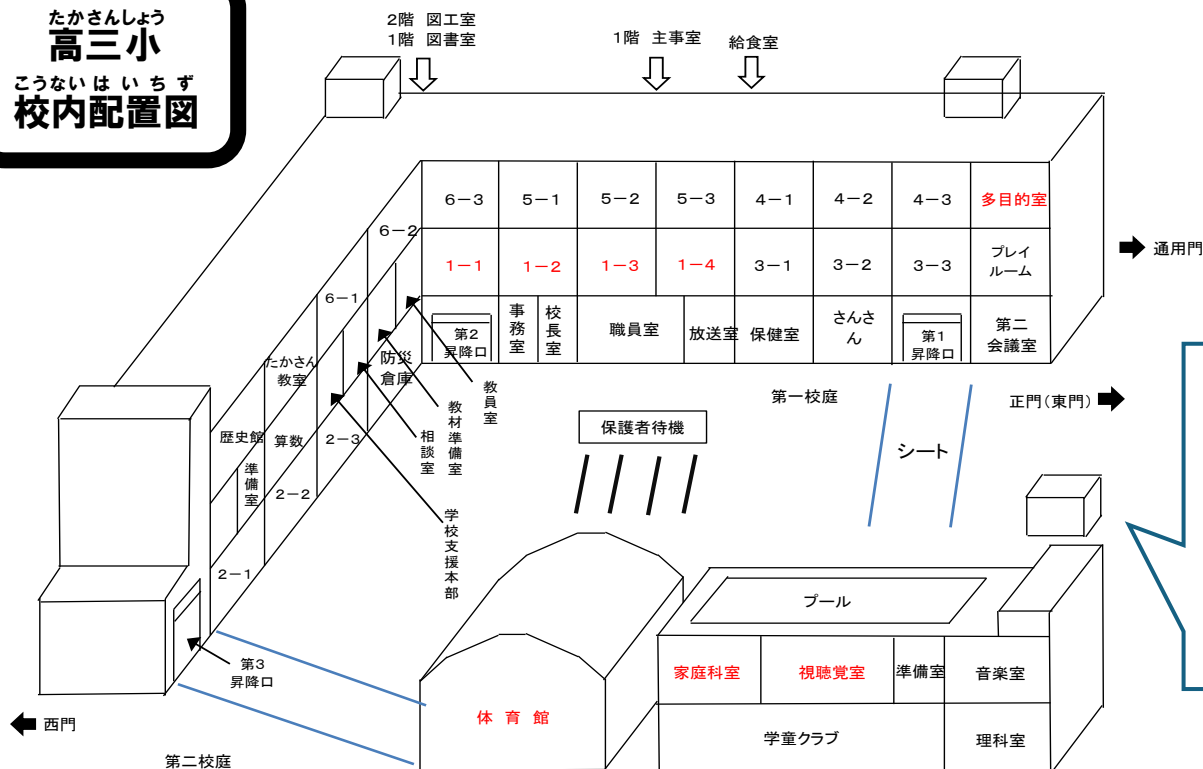 たかさんしょう
高三小
こうないはいちず
校内配置図
2階 図工室
1階 図書室
1階 主事室
給食室
6-3
5-1
5-2
5-3
4-1
4-2
4-3
多目的室
6-2
1-1
1-2
1-3
1-4
3-1
3-2
3-3
プレイ
ルーム
通用門
6-1
第2
昇降口
事務室
校長室
職員室
放送室
保健室
さんさ
ん
第1
昇降口
第二
会議室
たかさん
教室
防災
倉庫
教員室
教材準備室
相談室
学校支援本部
歴史館
算数
2-3
準備室
2-2
2-1
第一校庭
正門(東門)
保護者待機
シート
プール
第3
昇降口
西門
第二校庭
体育館
家庭科室
視聴覚室
準備室
音楽室
学童クラブ
理科室